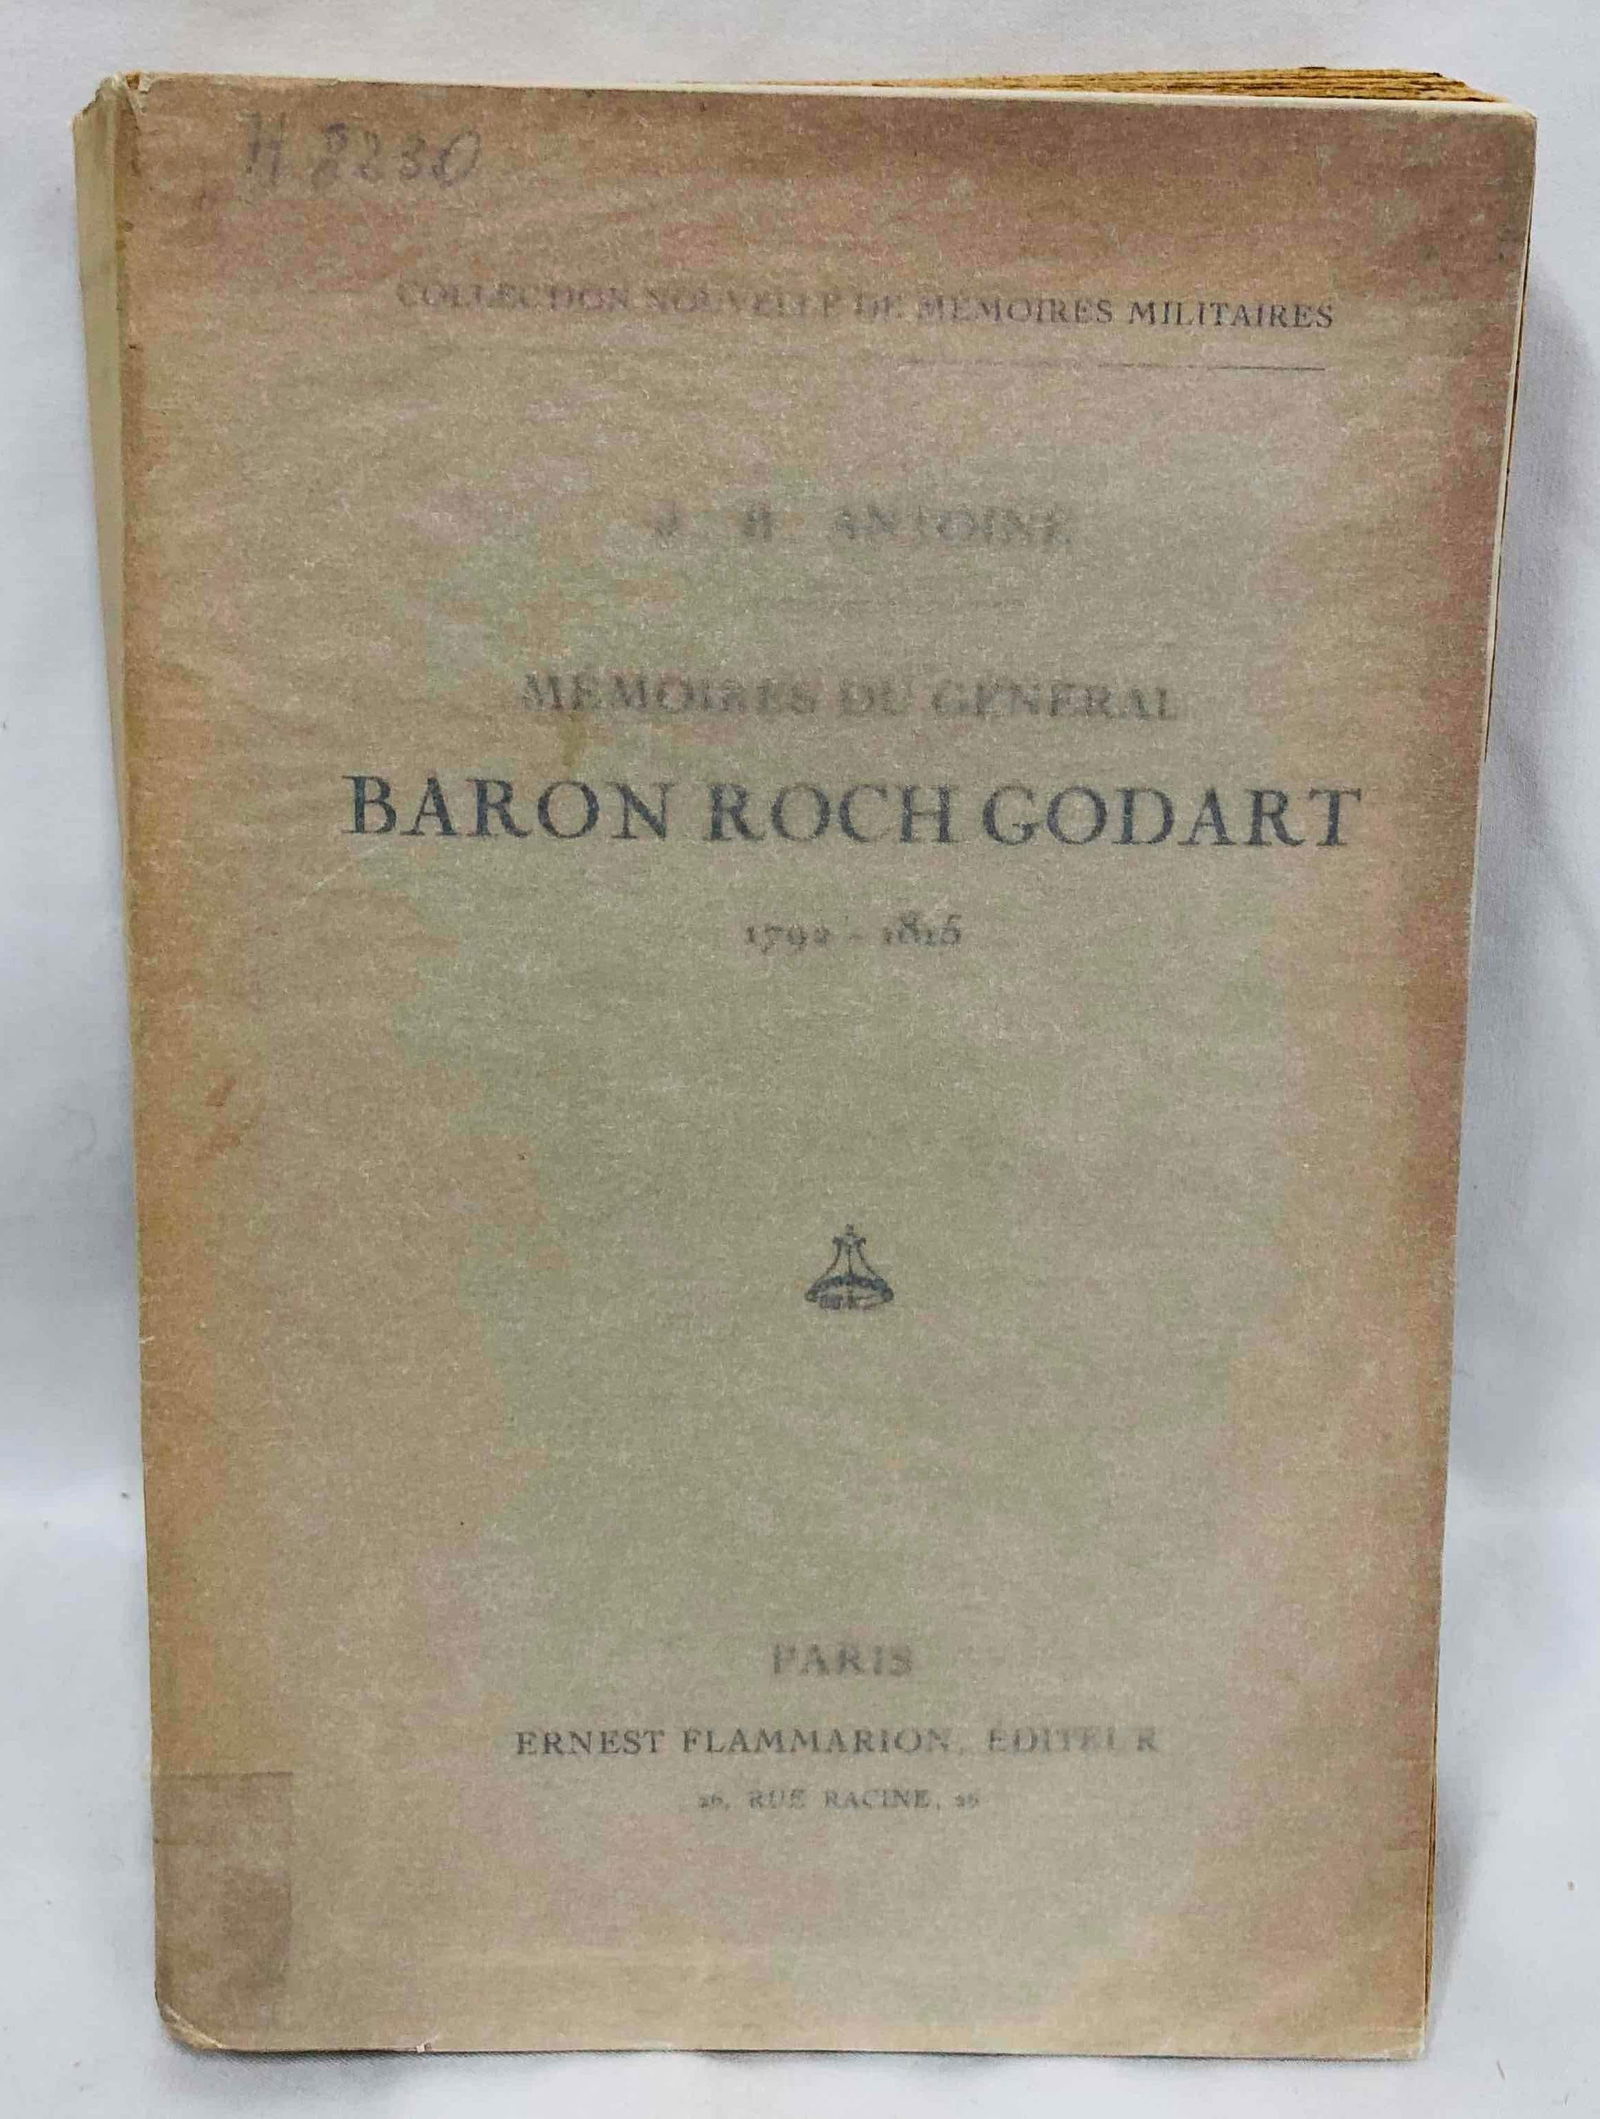 H 8230
COLLECTION NOUVELLE DE MÉMOIRES MILITAIRES
J. B. ANTOINE
MÉMOIRES DU GÉNÉRAL
BARON ROCH GODART
1792 - 1815
PARIS
ERNEST FLAMMARION, ÉDITEUR
26, RUE RACINE, 26